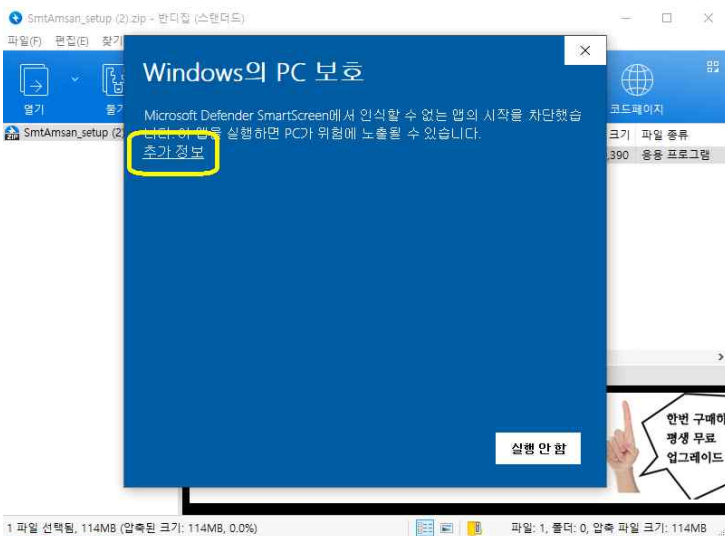 SmtAmsan_setup (2).zip - 반디집 (스탠더드)
파일(F) 편집(E) 찾기
열기
코드페이지
SmtAmsan_setup (2)
크기 파일 종류
,390 응용 프로그램
Windows의 PC 보호
Microsoft Defender SmartScreen에서 인식할 수 없는 앱의 시작을 차단했습
니다. 이 앱을 실행하면 PC가 위험에 노출될 수 있습니다.
추가 정보
실행 안 함
한번 구매하
평생 무료
업그레이드
1 파일 선택됨, 114MB (압축된 크기: 114MB, 0.0%)
파일: 1, 폴더: 0, 압축 파일 크기: 114MB